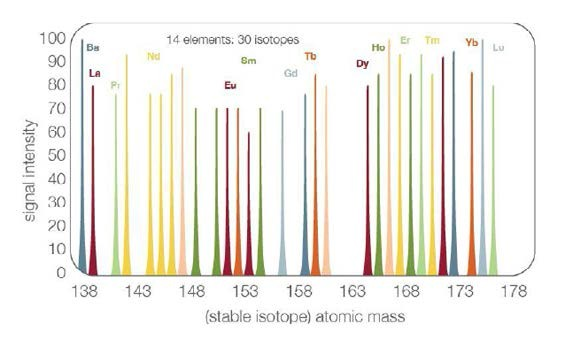 14 elements: 30 isotopes
Ba
La
Pr
Nd
Sm
Eu
Gd
Tb
Dy
Ho
Er
Tm
Yb
Lu
signal intensity
100
90
80
70
60
50
40
30
20
10
0
138 143 148 153 158 163 168 173 178
(stable isotope) atomic mass